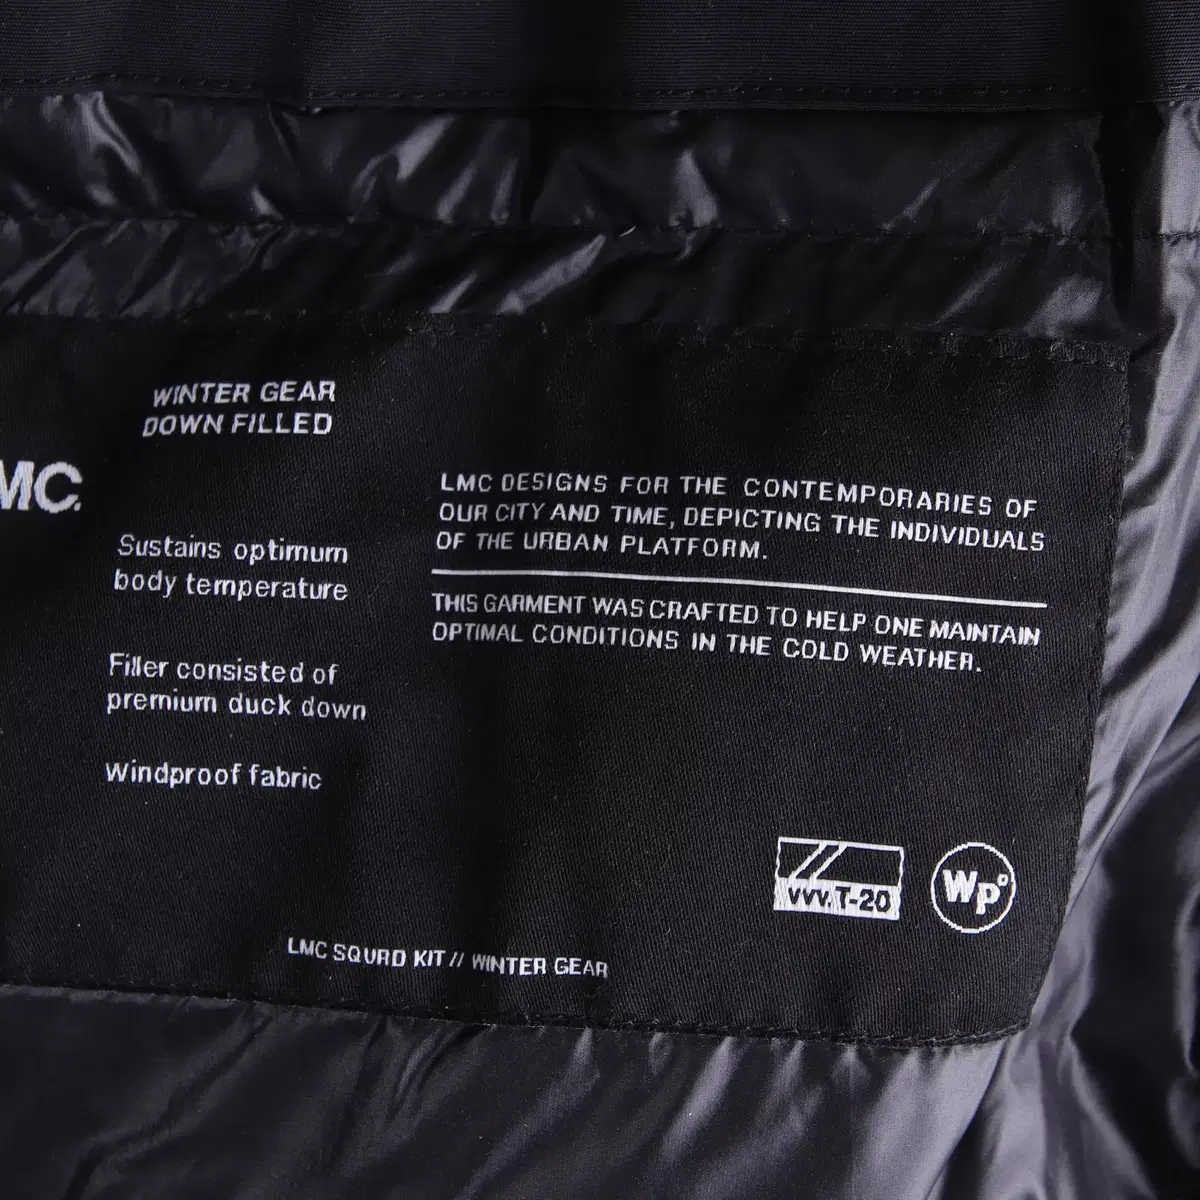 WINTER GEAR
DOWN FILLED
MC.
Sustains optimum
body temperature
Filler consisted of
premium duck down
Windproof fabric
LMC DESIGNS FOR THE CONTEMPORARIES OF
OUR CITY AND TIME, DEPICTING THE INDIVIDUALS
OF THE URBAN PLATFORM.
THIS GARMENT WAS CRAFTED TO HELP ONE MAINTAIN
OPTIMAL CONDITIONS IN THE COLD WEATHER.
VVV.T-20
Wp°
LMC SQURD KIT // WINTER GEAR